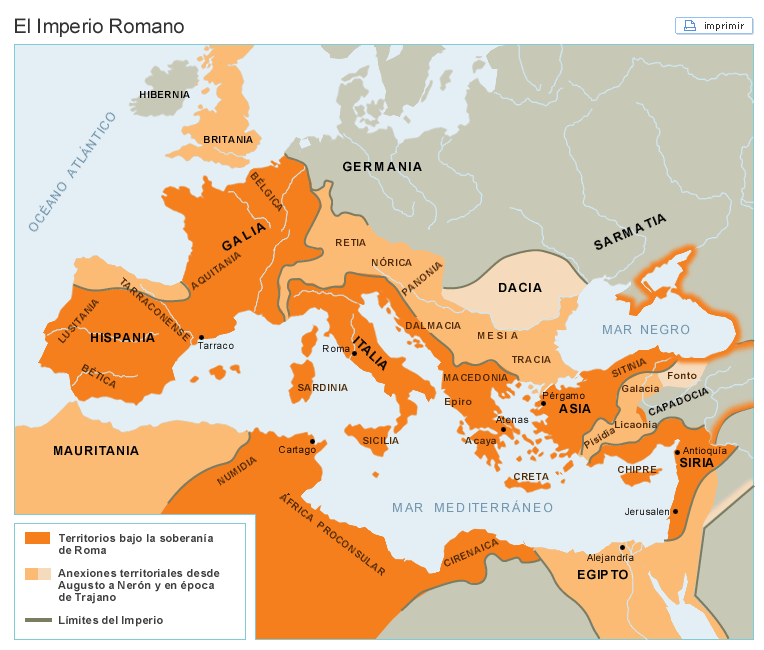 El Imperio Romano
imprimir
HIBERNIA
BRITANIA
OCÉANO ATLÁNTICO
GERMANIA
BÉLGICA
GALIA
AQUITANIA
SARMATIA
RETIA
NÓRICA
PANONIA
DACIA
TARRACONENSE
LUSITANIA
HISPANIA
BÉTICA
Tarraco
DALMACIA
MESIA
MAR NEGRO
TRACIA
Roma
ITALIA
SARDINIA
MACEDONIA
Epiro
SITINIA
Fonto
Galacia
Pérgamo
ASIA
CAPADOCIA
Atenas
Licaonia
Pisidia
Acaya
SICILIA
MAURITANIA
Cartago
NUMIDIA
Antioquía
SIRIA
CHIPRE
CRETA
ÁFRICA PROCONSULAR
MAR MEDITERRÁNEO
Jerusalen
CIRENAICA
Alejandría
EGIPTO
Territorios bajo la soberanía
de Roma
Anexiones territoriales desde
Augusto a Nerón y en época
de Trajano
Límites del Imperio